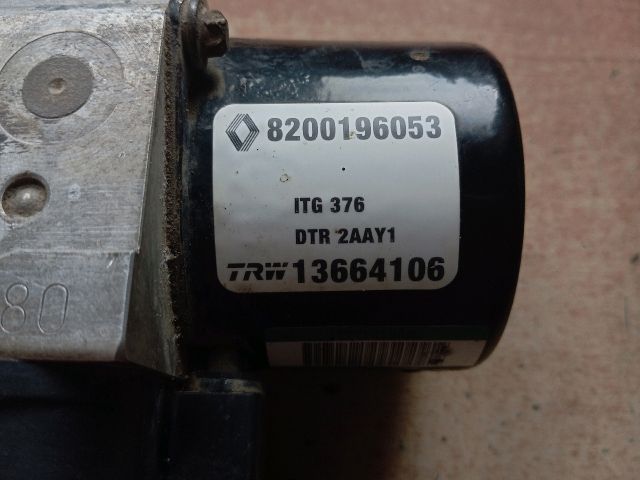 8200196053
ITG 376
DTR 2AAY1
TRW 13664106
80